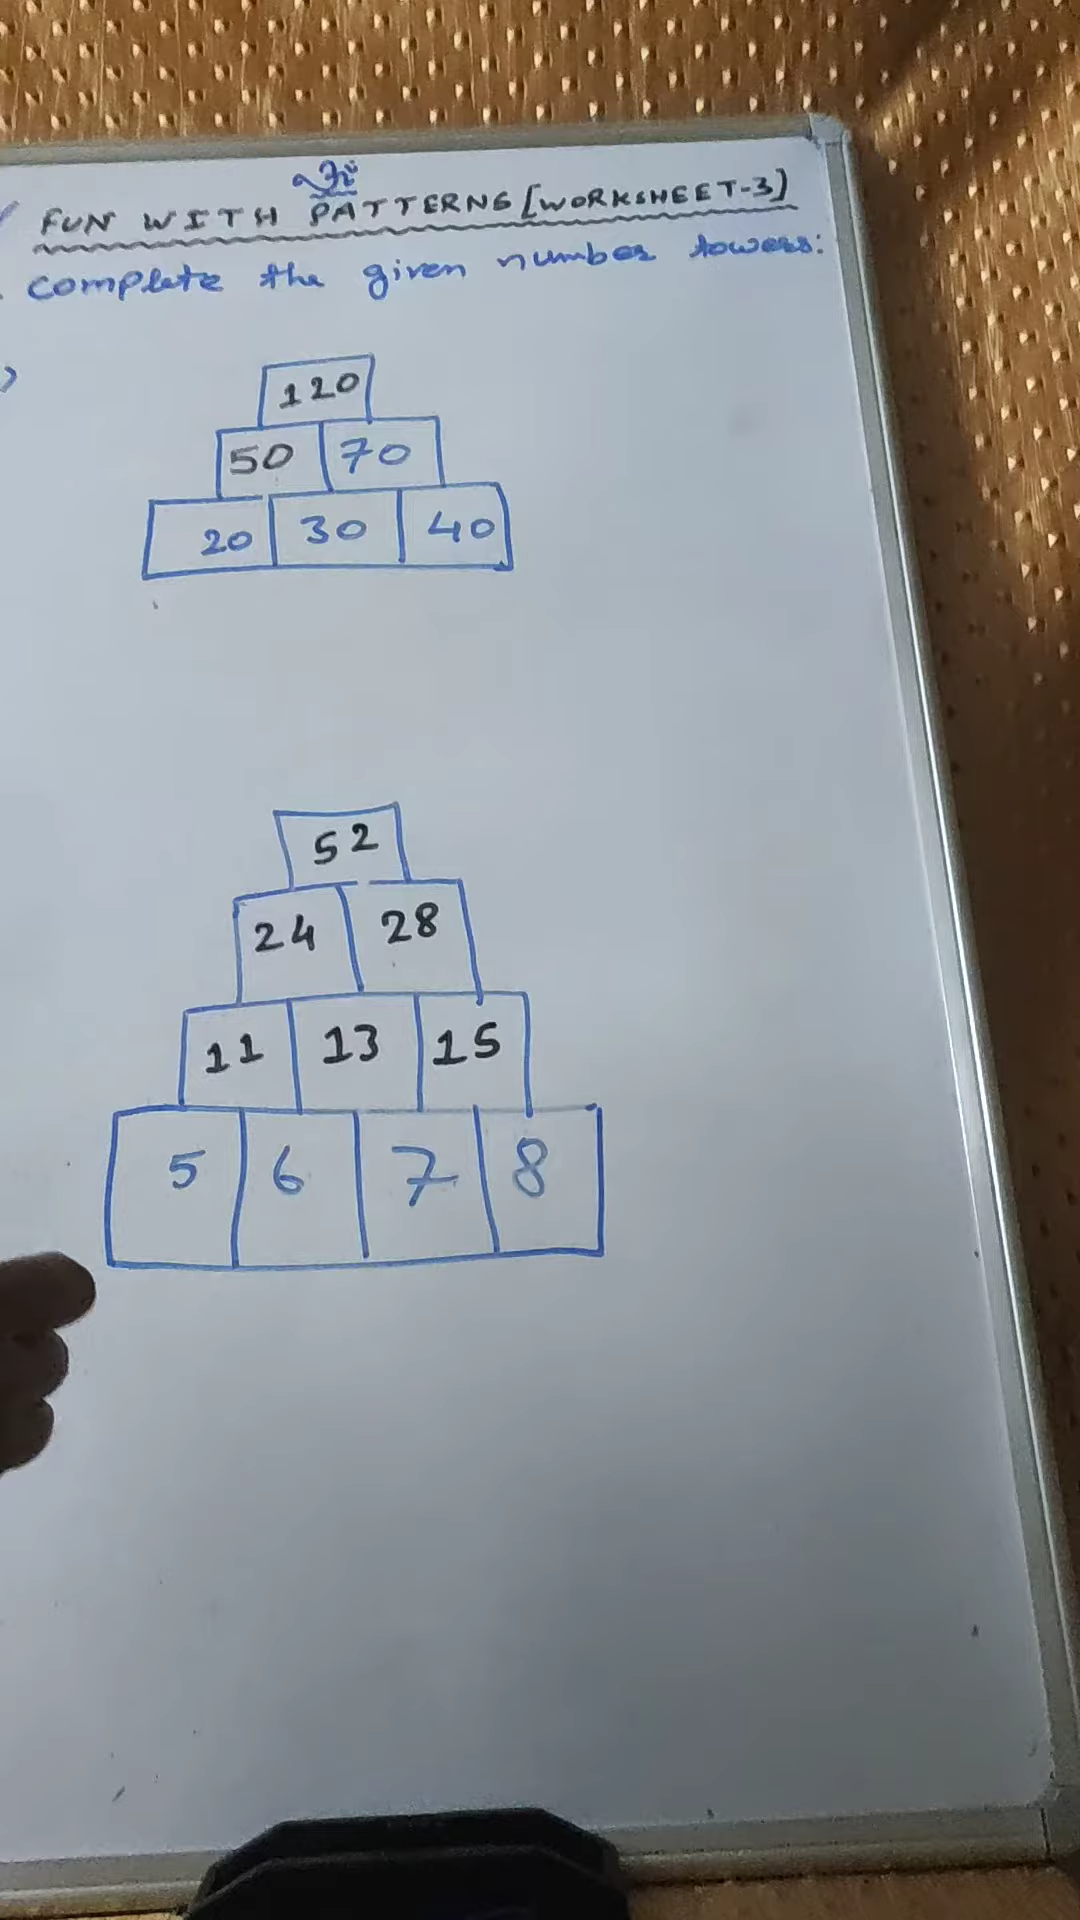 FUN WITH PATTERNS [WORKSHEET-3]
complete the given number towers:
120
50 70
20 30 40
52
24 28
11 13 15
5 6 7 8